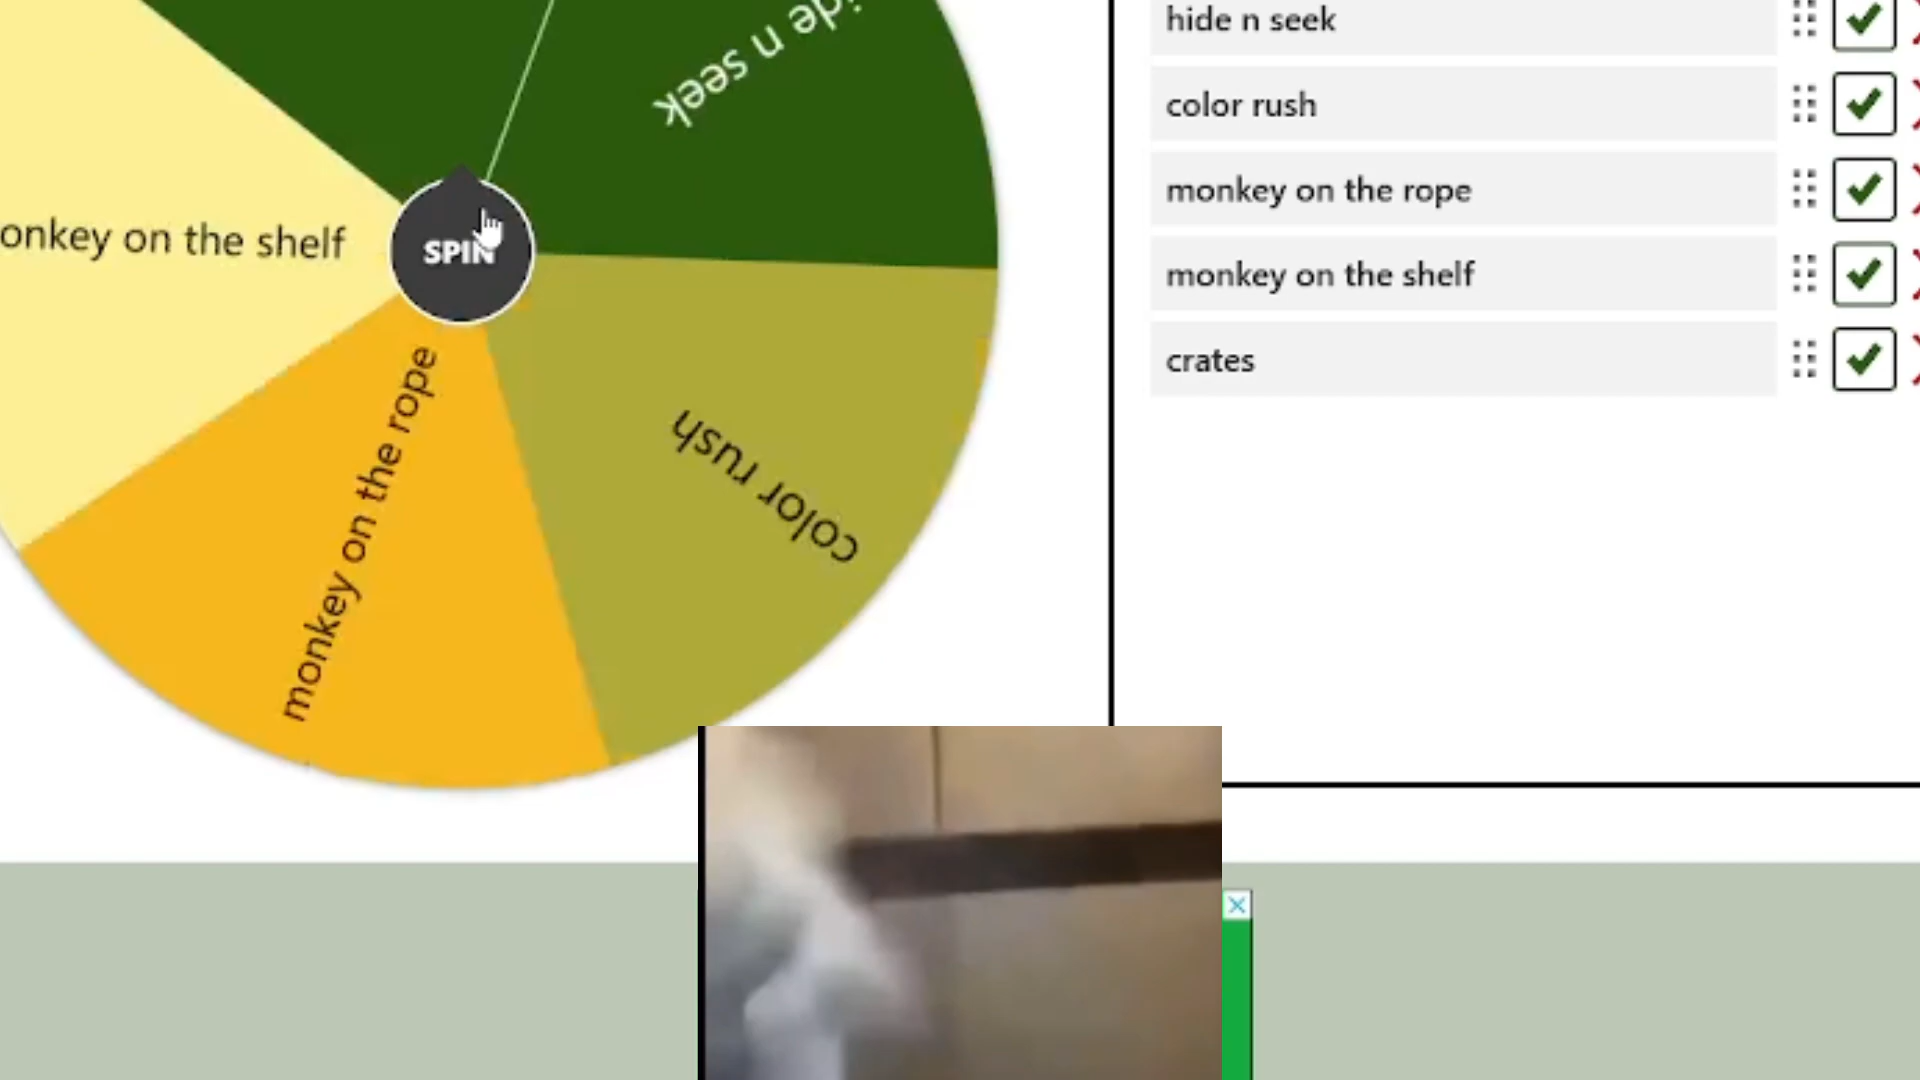 hide n seek
color rush
monkey on the rope
monkey on the shelf
crates
ide n seek
onkey on the shelf
SPIN
monkey on the rope
color rush